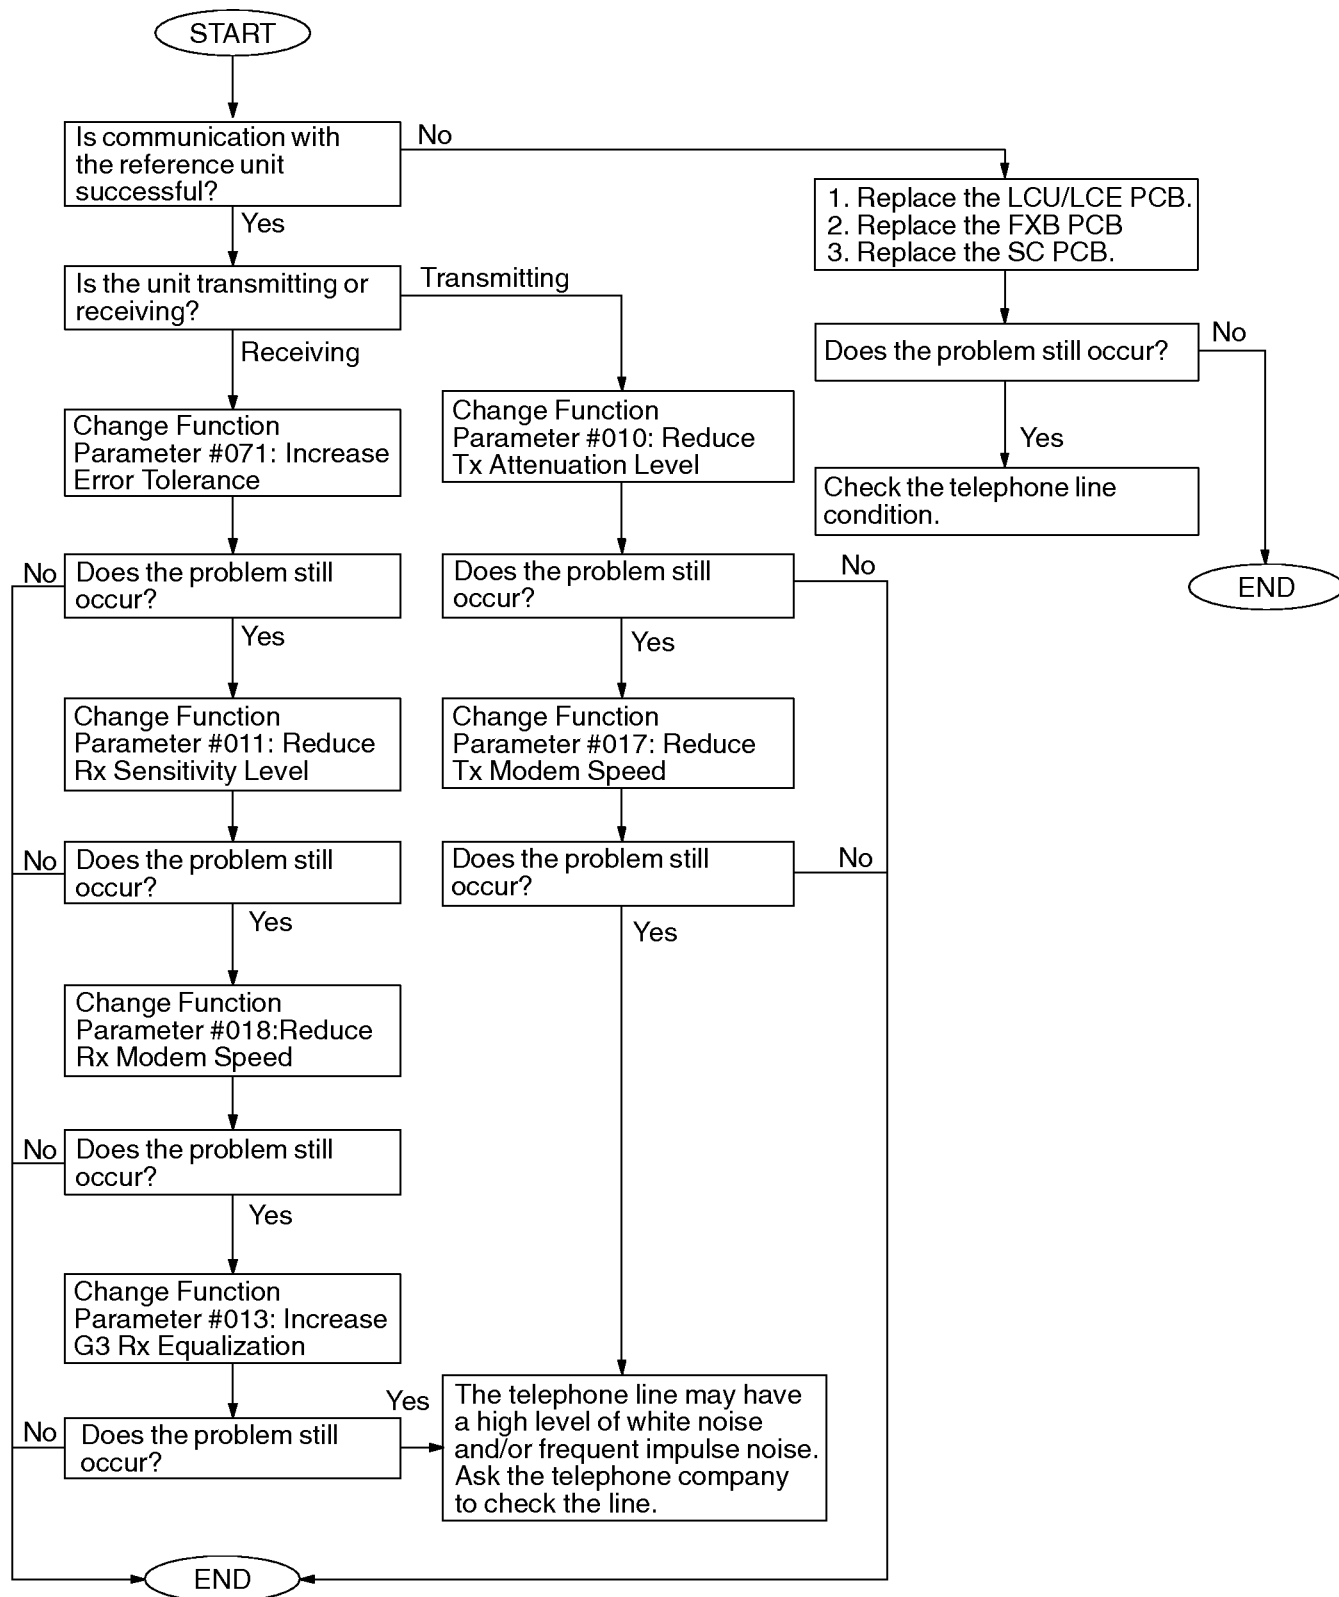 START
Is communication with
the reference unit
successful?
No
Yes
1. Replace the LCU/LCE PCB.
2. Replace the FXB PCB
3. Replace the SC PCB.
Is the unit transmitting or
receiving?
Transmitting
Receiving
Does the problem still occur?
No
Yes
Check the telephone line
condition.
END
Change Function
Parameter #071: Increase
Error Tolerance
Change Function
Parameter #010: Reduce
Tx Attenuation Level
No
Does the problem still
occur?
Yes
Does the problem still
occur?
No
Yes
Change Function
Parameter #011: Reduce
Rx Sensitivity Level
Change Function
Parameter #017: Reduce
Tx Modem Speed
No
Does the problem still
occur?
Yes
Does the problem still
occur?
No
Yes
Change Function
Parameter #018:Reduce
Rx Modem Speed
No
Does the problem still
occur?
Yes
Change Function
Parameter #013: Increase
G3 Rx Equalization
No
Does the problem still
occur?
Yes
The telephone line may have
a high level of white noise
and/or frequent impulse noise.
Ask the telephone company
to check the line.
END